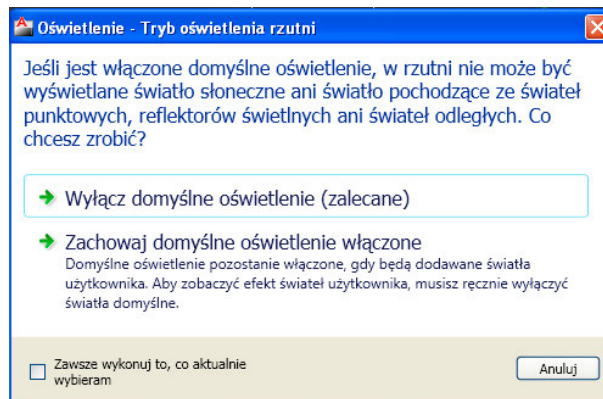 Oświetlenie - Tryb oświetlenia rzutni
Jeśli jest włączone domyślne oświetlenie, w rzutni nie może być
wyświetlane światło słoneczne ani światło pochodzące ze świateł
punktowych, reflektorów świetlnych ani świateł odległych. Co
chcesz zrobić?
Wyłącz domyślne oświetlenie (zalecane)
Zachowaj domyślne oświetlenie włączone
Domyślne oświetlenie pozostanie włączone, gdy będą dodawane światła
użytkownika. Aby zobaczyć efekt świateł użytkownika, musisz ręcznie wyłączyć
światła domyślne.
Zawsze wykonuj to, co aktualnie
wybieram
Anuluj